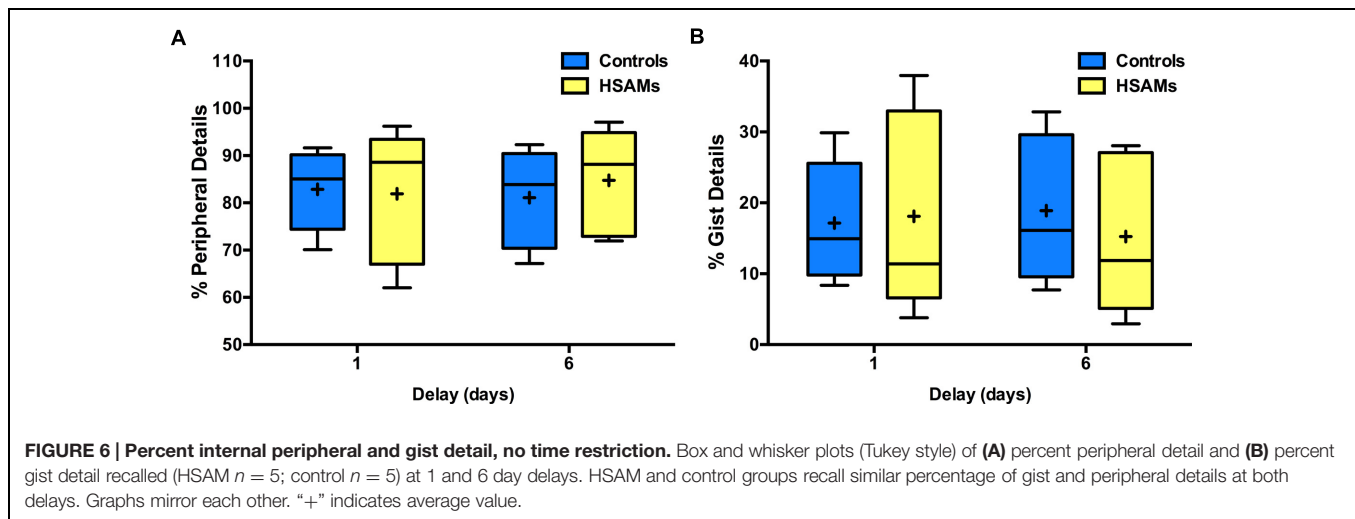 A
110
100
90
80
70
60
50
% Peripheral Details
Controls
HSAMs
1
6
Delay (days)
B
40
30
20
10
0
% Gist Details
Controls
HSAMs
1
6
Delay (days)
FIGURE 6 | Percent internal peripheral and gist detail, no time restriction. Box and whisker plots (Tukey style) of (A) percent peripheral detail and (B) percent
gist detail recalled (HSAM n = 5; control n = 5) at 1 and 6 day delays. HSAM and control groups recall similar percentage of gist and peripheral details at both
delays. Graphs mirror each other. “+” indicates average value.